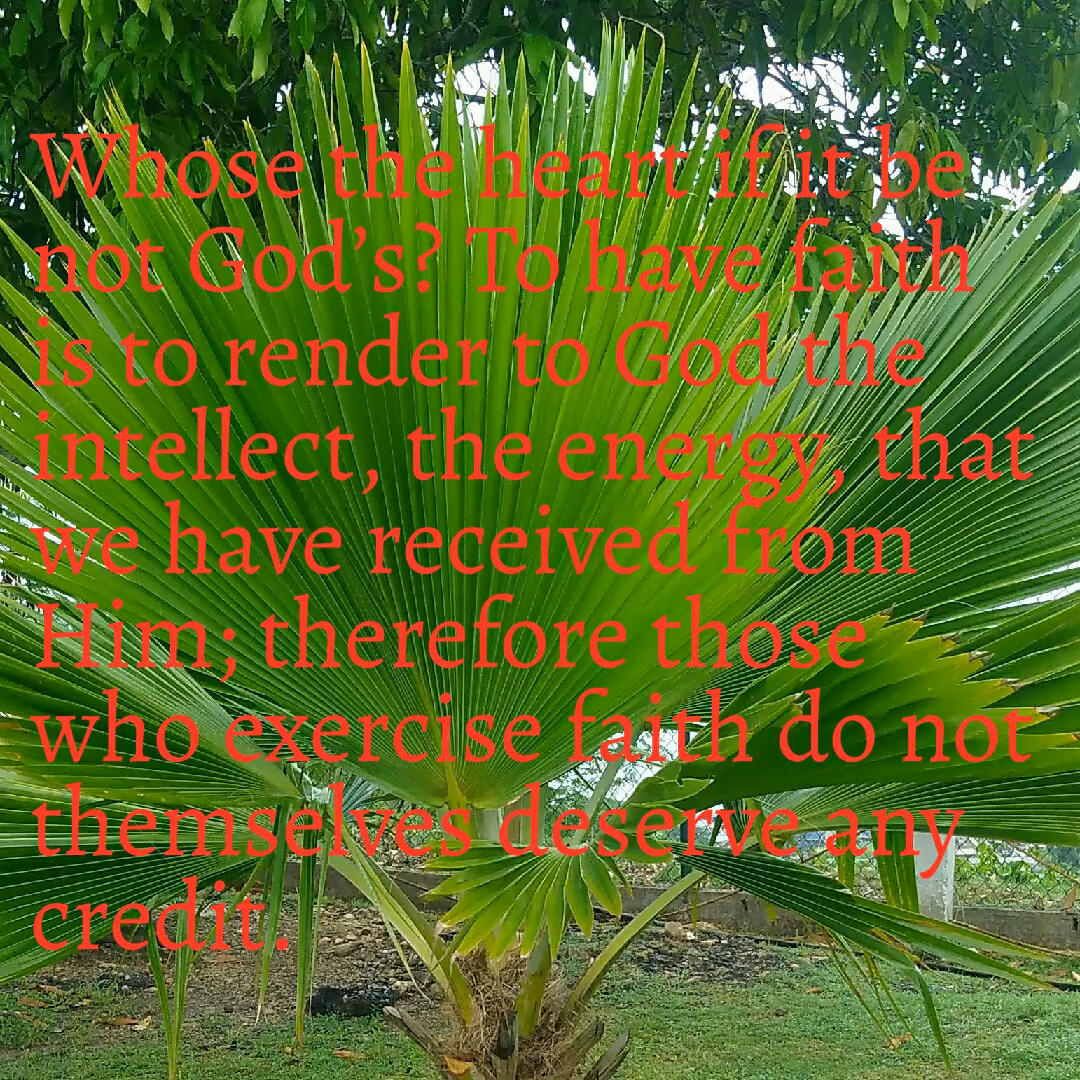 Whose the heart if it be
not God’s? To have faith
is to render to God the
intellect, the energy, that
we have received from
Him; therefore those
who exercise faith do not
themselves deserve any
credit.